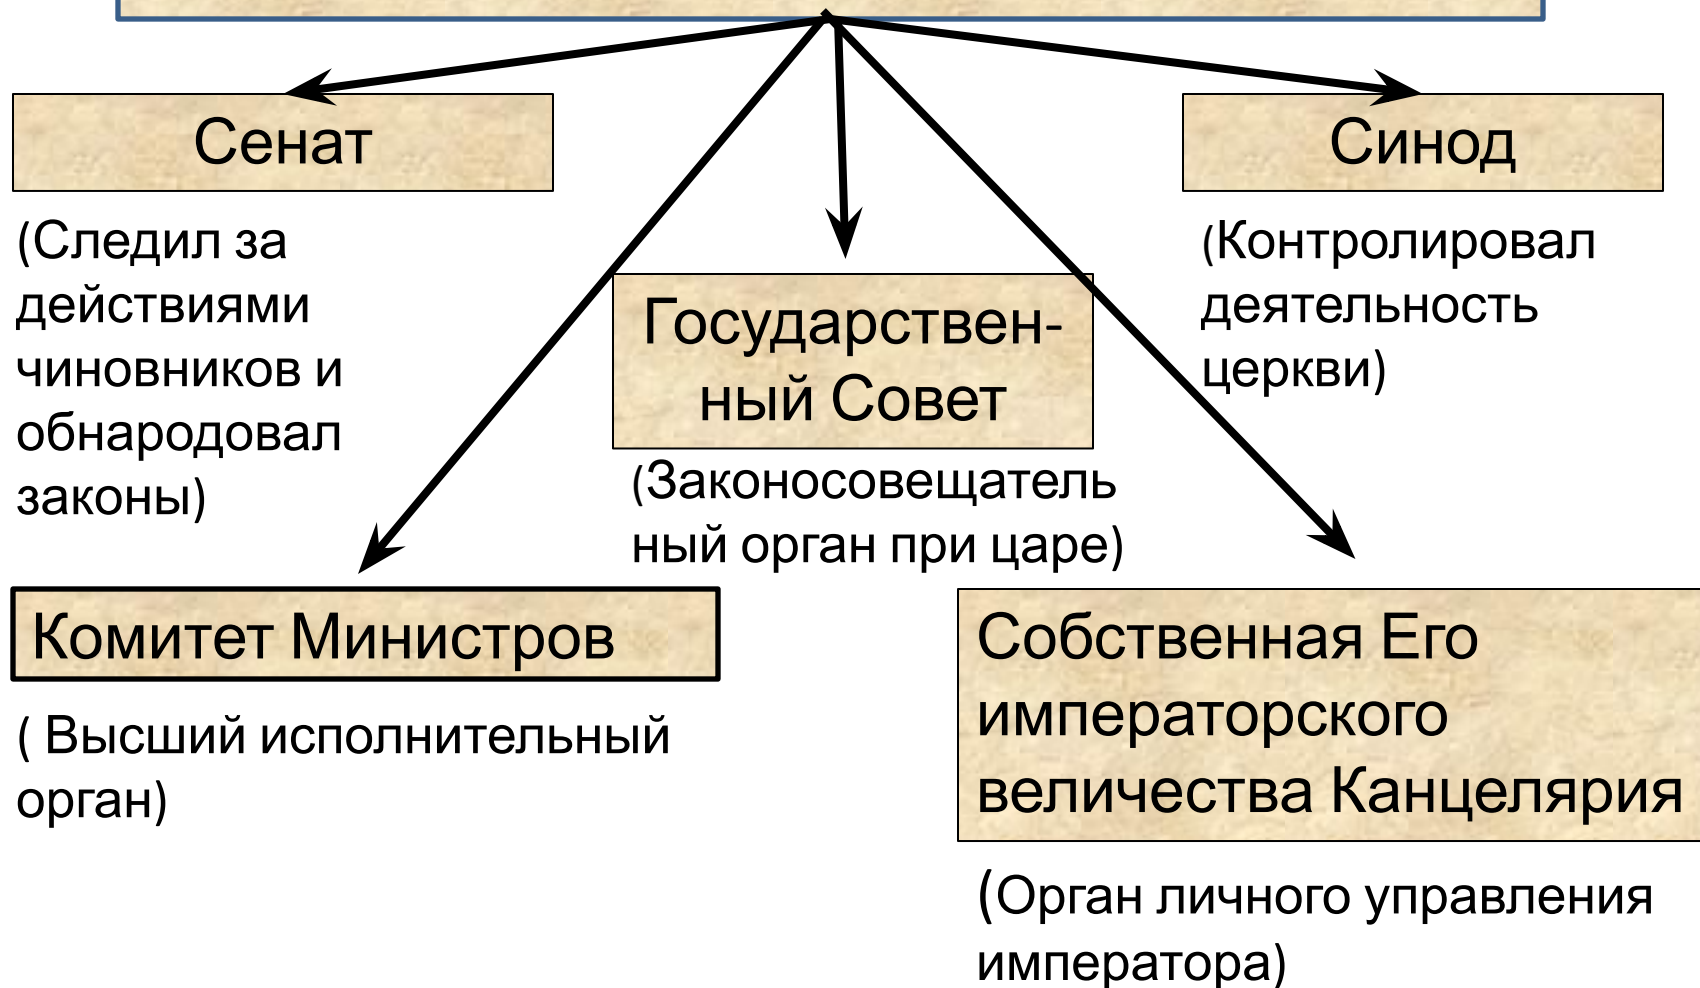 Сенат
(Следил за
действиями
чиновников и
обнародовал
законы)
Государствен-
ный Совет
(Законосовещатель
ный орган при царе)
Синод
(Контролировал
деятельность
церкви)
Комитет Министров
( Высший исполнительный
орган)
Собственная Его
императорского
величества Канцелярия
(Орган личного управления
императора)